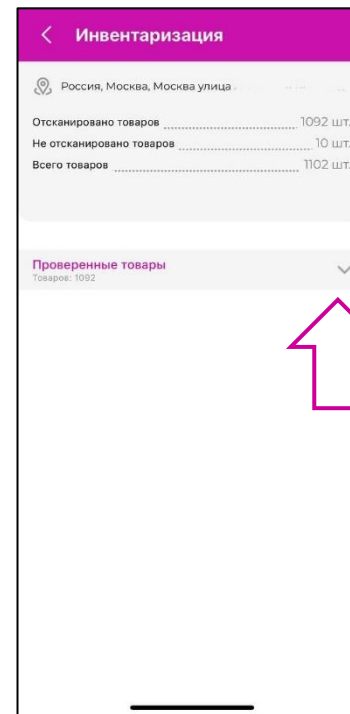 Инвентаризация
Россия, Москва, Москва улица
Отсканировано товаров 1092 шт.
Не отсканировано товаров 10 шт.
Всего товаров 1102 шт.
Проверенные товары
Товаров: 1092